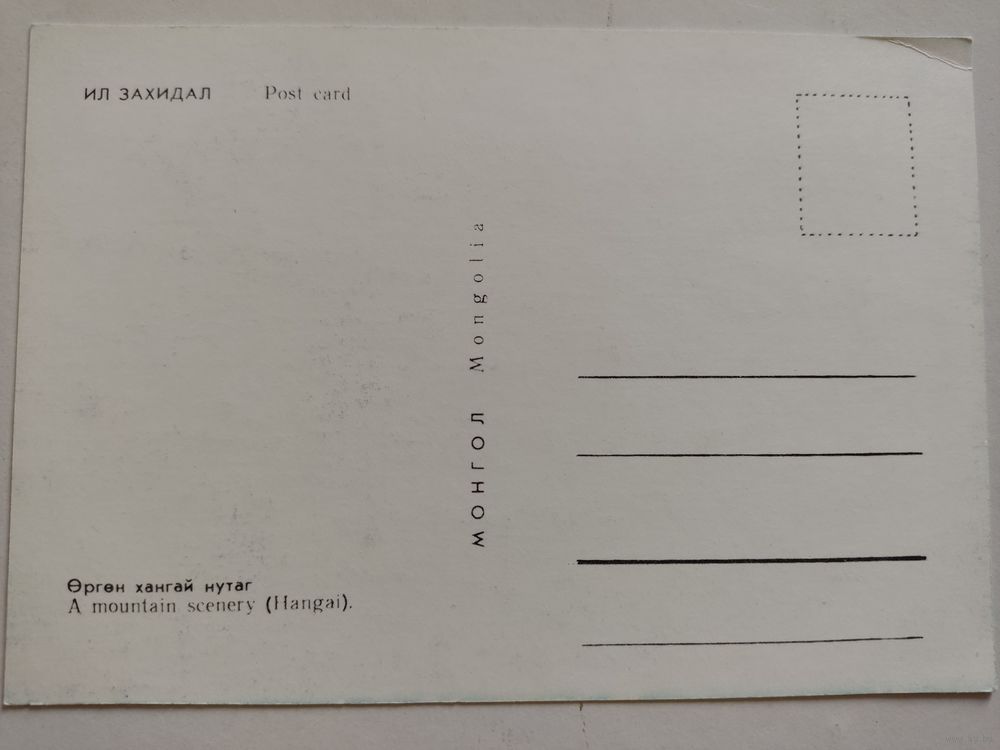 ИЛ ЗАХИДАЛ Post card
МОНГОЛ Mongolia
Өргөн хангай нутаг
A mountain scenery (Hangai).